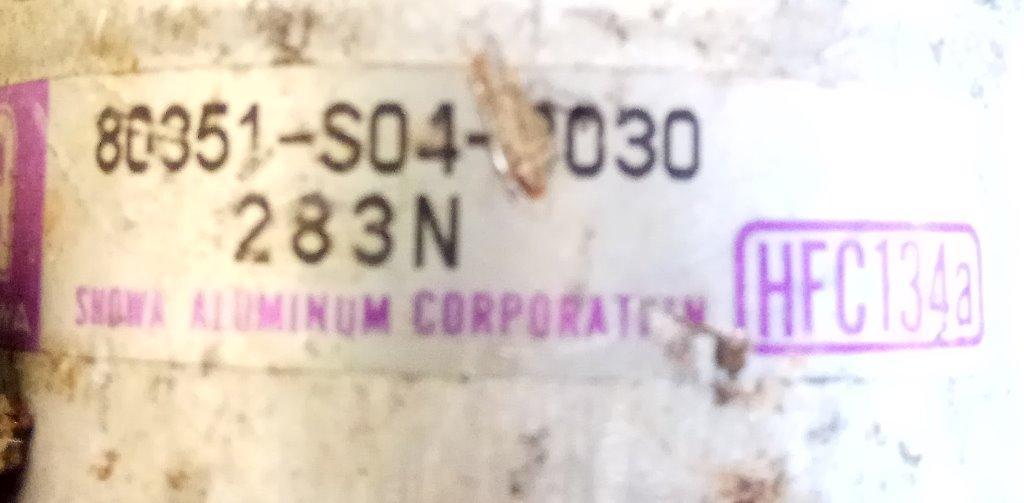 80351-S04-
283N
SHOWA ALUMINUM CORPORATION
HFC134a